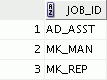 JOB_ID
1 AD_ASST
2 MK_MAN
3 MK_REP